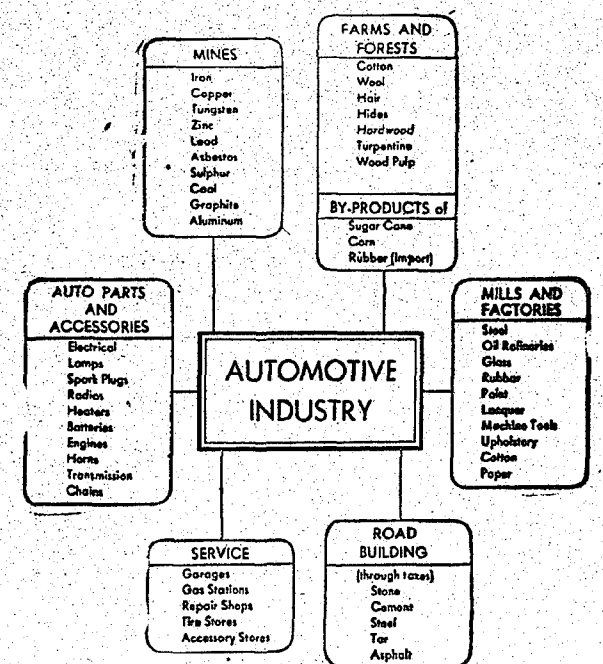 MINES
Iron
Copper
Tungsten
Zinc
Lead
Asbestos
Sulphur
Coal
Graphite
Aluminum
FARMS AND
FORESTS
Cotton
Wool
Hair
Hides
Hardwood
Turpentine
Wood Pulp
BY-PRODUCTS of
Sugar Cane
Corn
Rubber (Import)
AUTO PARTS
AND
ACCESSORIES
Electrical
Lamps
Spark Plugs
Radios
Heaters
Batteries
Engines
Horns
Transmission
Chains
AUTOMOTIVE
INDUSTRY
MILLS AND
FACTORIES
Steel
Oil Refineries
Glass
Rubber
Paint
Lacquer
Machine Tools
Upholstery
Cotton
Paper
SERVICE
Garages
Gas Stations
Repair Shops
Tire Stores
Accessory Stores
ROAD
BUILDING
(through taxes)
Stone
Cement
Steel
Tar
Asphalt